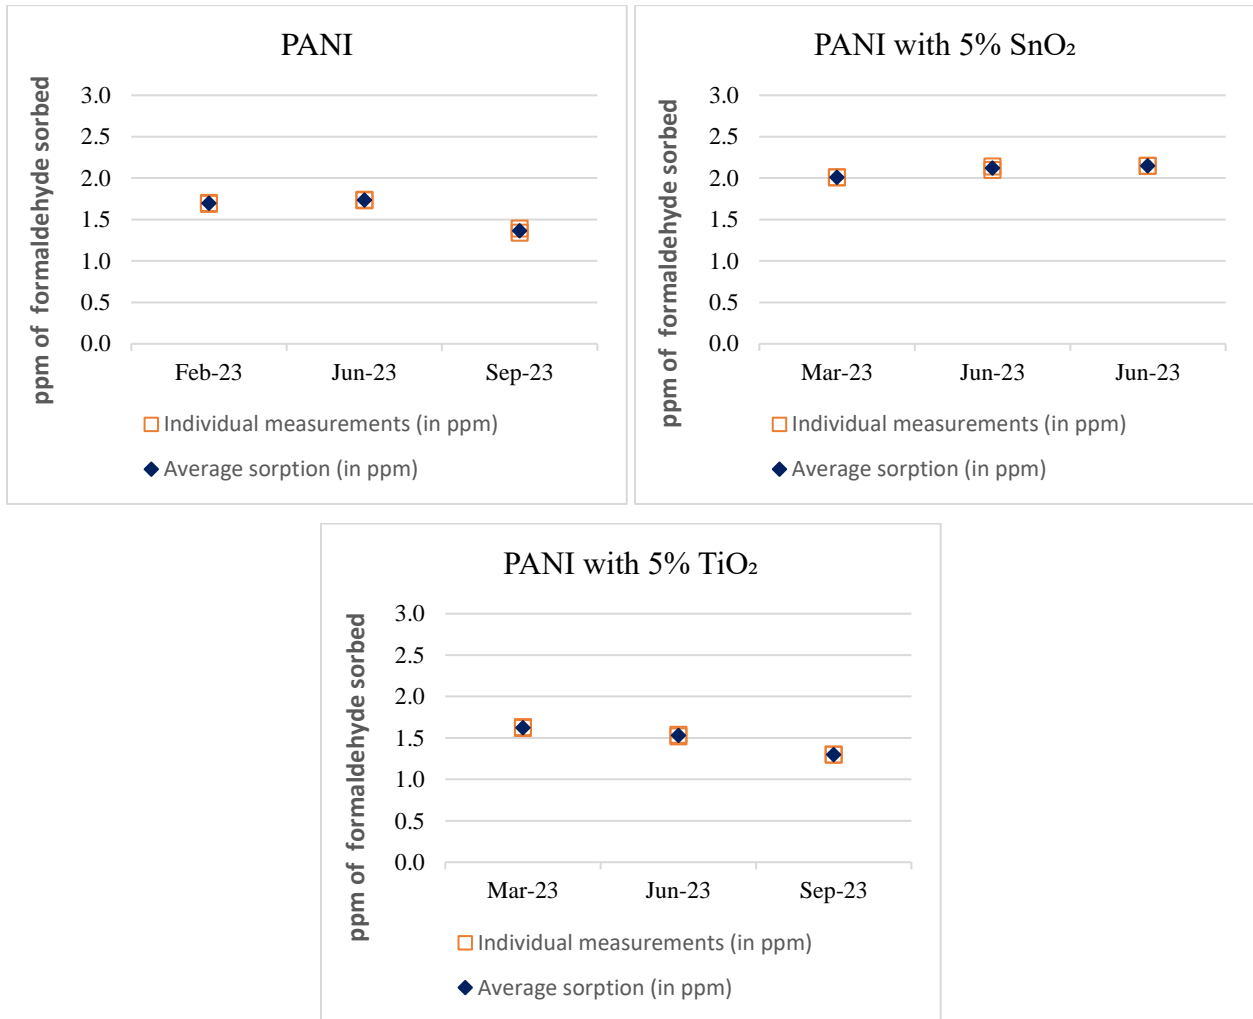 PANI
ppm of formaldehyde sorbed
3.0
2.5
2.0
1.5
1.0
0.5
0.0
Feb-23 Jun-23 Sep-23
Individual measurements (in ppm)
Average sorption (in ppm)
PANI with 5% SnO₂
ppm of formaldehyde sorbed
3.0
2.5
2.0
1.5
1.0
0.5
0.0
Mar-23 Jun-23 Jun-23
Individual measurements (in ppm)
Average sorption (in ppm)
PANI with 5% TiO₂
ppm of formaldehyde sorbed
3.0
2.5
2.0
1.5
1.0
0.5
0.0
Mar-23 Jun-23 Sep-23
Individual measurements (in ppm)
Average sorption (in ppm)